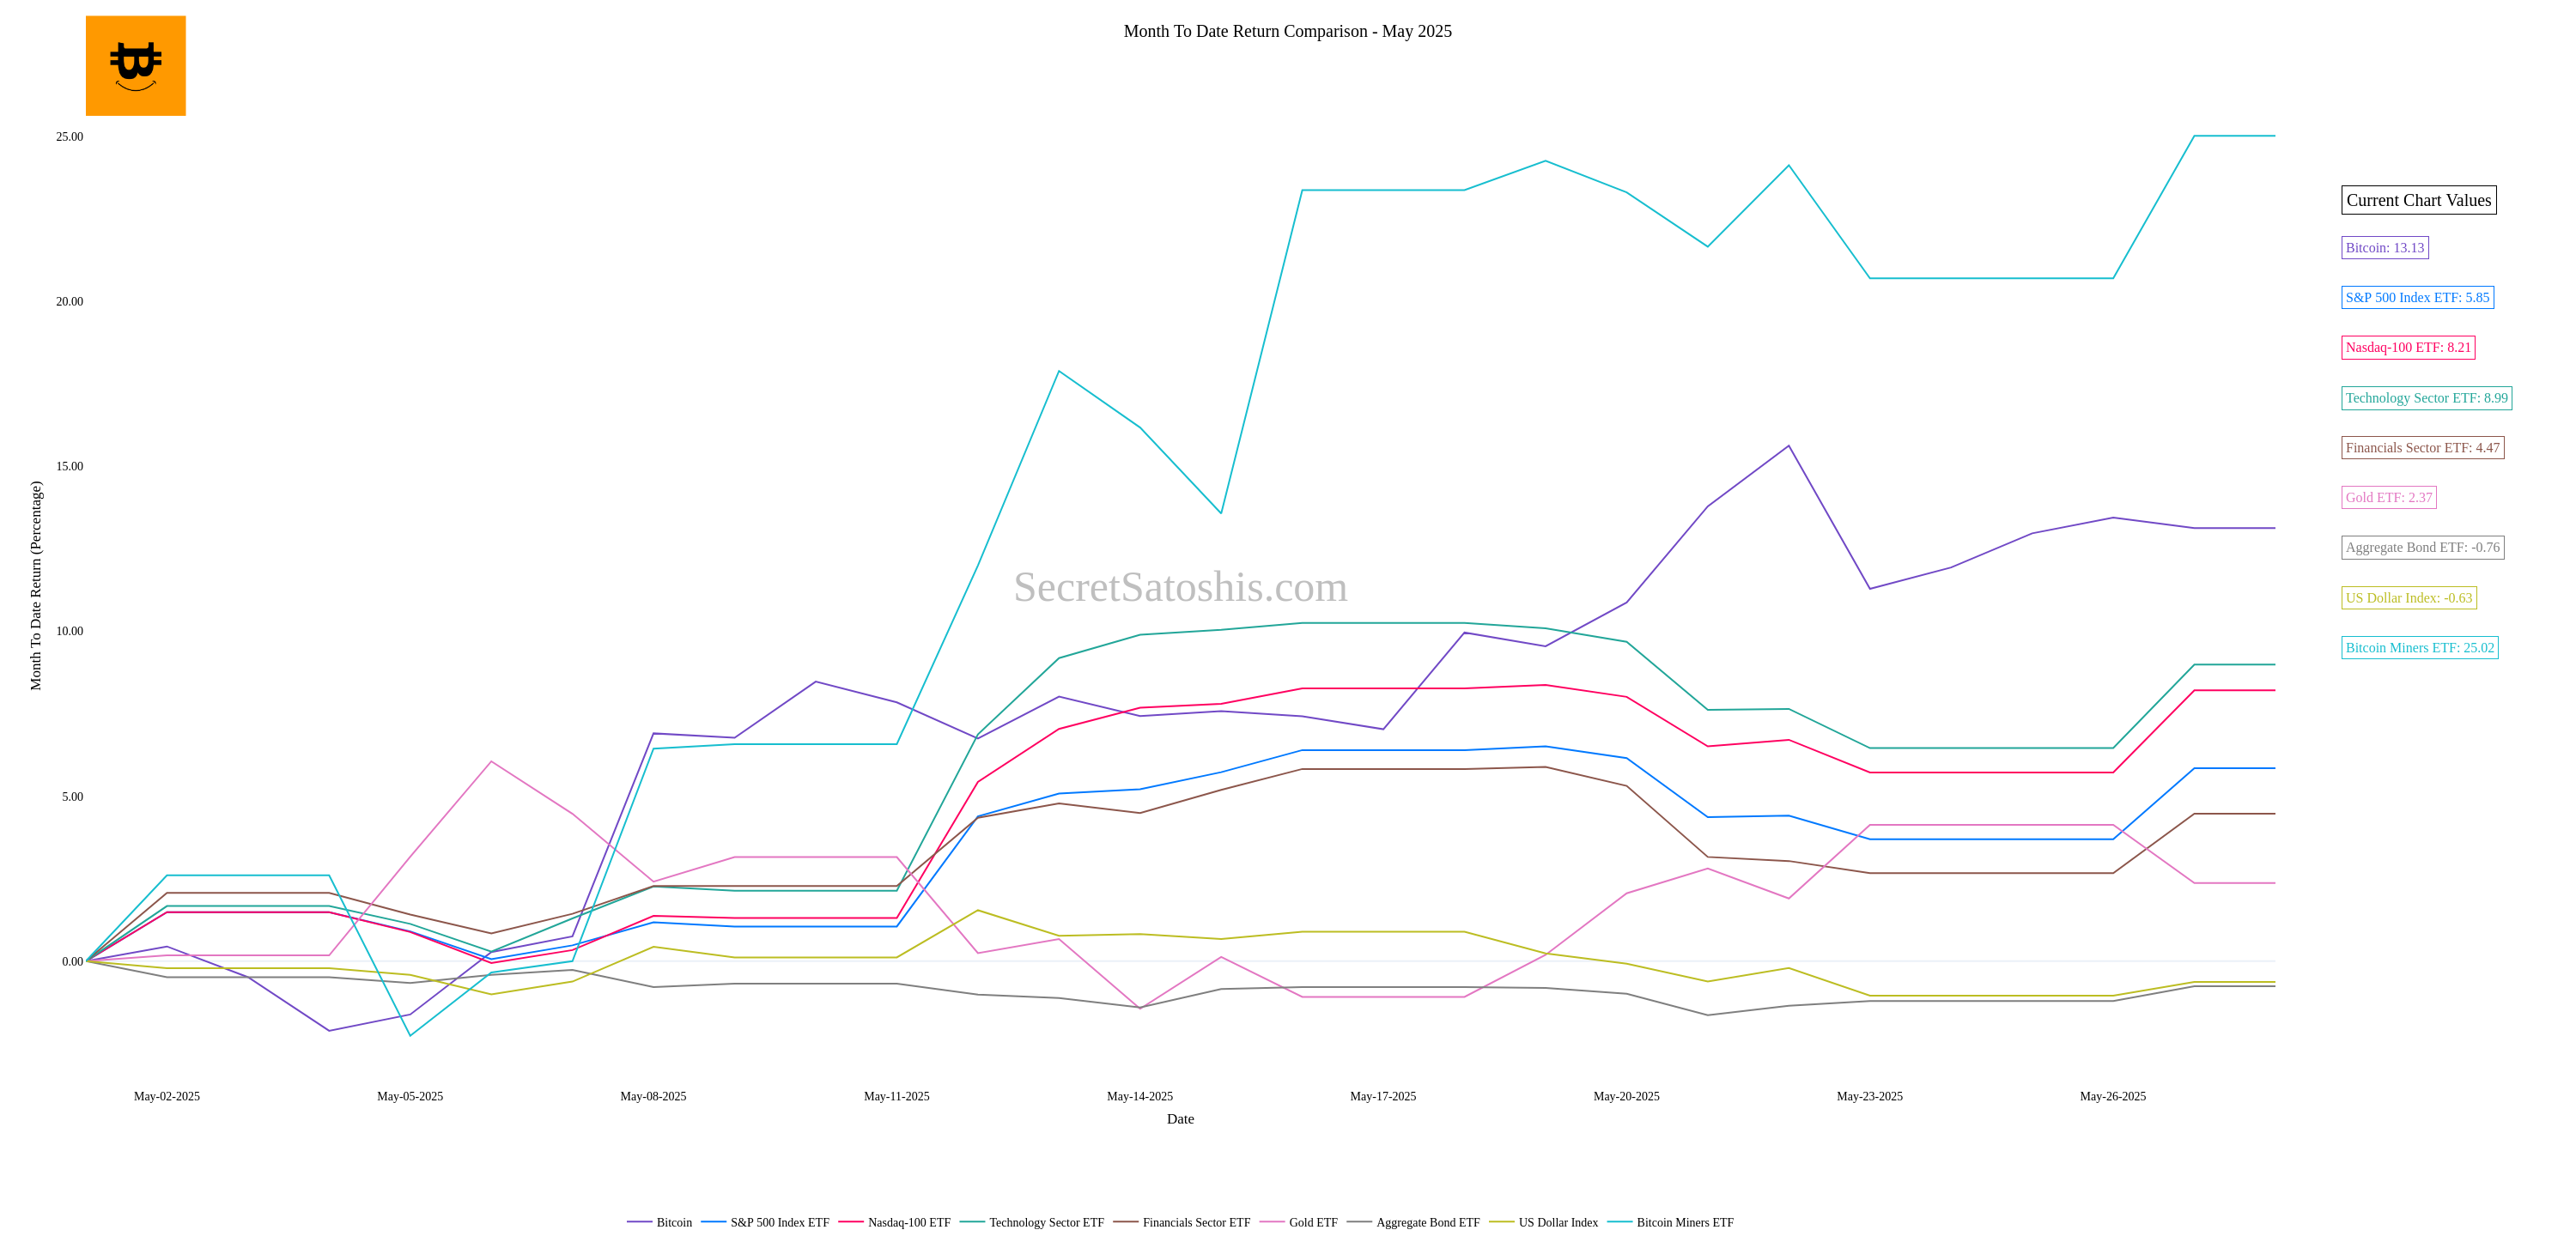 Month To Date Return Comparison - May 2025
25.00
20.00
15.00
10.00
5.00
0.00
Month To Date Return (Percentage)
SecretSatoshis.com
Current Chart Values
Bitcoin: 13.13
S&P 500 Index ETF: 5.85
Nasdaq-100 ETF: 8.21
Technology Sector ETF: 8.99
Financials Sector ETF: 4.47
Gold ETF: 2.37
Aggregate Bond ETF: -0.76
US Dollar Index: -0.63
Bitcoin Miners ETF: 25.02
May-02-2025 May-05-2025 May-08-2025 May-11-2025 May-14-2025 May-17-2025 May-20-2025 May-23-2025 May-26-2025
Date
Bitcoin S&P 500 Index ETF Nasdaq-100 ETF Technology Sector ETF Financials Sector ETF Gold ETF Aggregate Bond ETF US Dollar Index Bitcoin Miners ETF